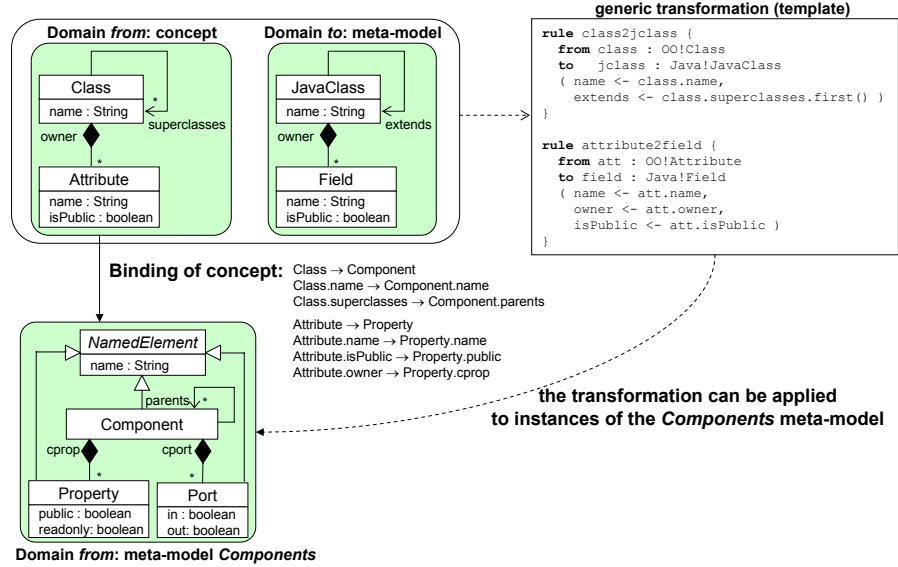 generic transformation (template)
Domain from: concept
Domain to: meta-model
Class
name : String
*
superclasses
owner
*
Attribute
name : String
isPublic : boolean
JavaClass
name : String
extends
owner
*
Field
name : String
isPublic : boolean
rule class2jclass {
from class : OO!Class
to jclass : Java!JavaClass
( name <- class.name,
extends <- class.superclasses.first() )
}
rule attribute2field {
from att : OO!Attribute
to field : Java!Field
( name <- att.name,
owner <- att.owner,
isPublic <- att.isPublic )
}
Binding of concept:
Class → Component
Class.name → Component.name
Class.superclasses → Component.parents
Attribute → Property
Attribute.name → Property.name
Attribute.isPublic → Property.public
Attribute.owner → Property.cprop
NamedElement
name : String
parents
*
Component
cprop
cport
*
*
Property
public : boolean
readonly: boolean
Port
in : boolean
out: boolean
the transformation can be applied
to instances of the Components meta-model
Domain from: meta-model Components